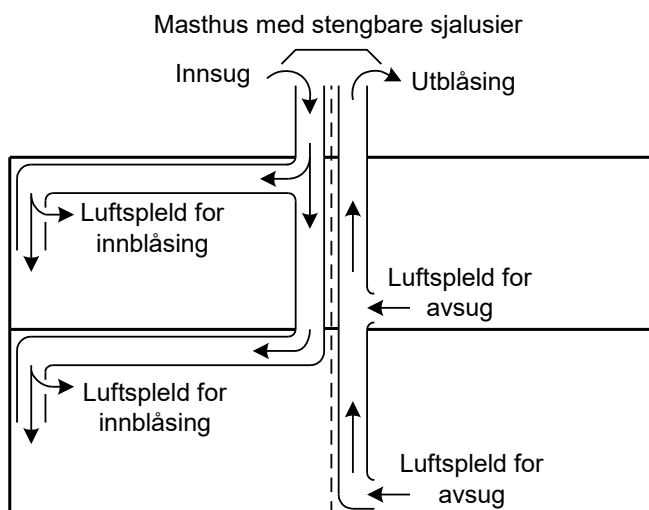 Masthus med stengbare sjalusier
Innsug
Utblåsing
Luftspleld for
innblåsing
Luftspleld for
avsug
Luftspleld for
innblåsing
Luftspleld for
avsug